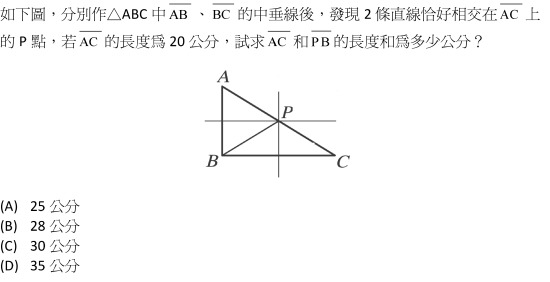 如下圖，分別作△ABC 中 AB 、 BC 的中垂線後，發現 2 條直線恰好相交在 AC 上
的 P 點，若 AC 的長度為 20 公分，試求 AC 和 PB 的長度和為多少公分？
A
P
B
C
(A) 25 公分
(B) 28 公分
(C) 30 公分
(D) 35 公分